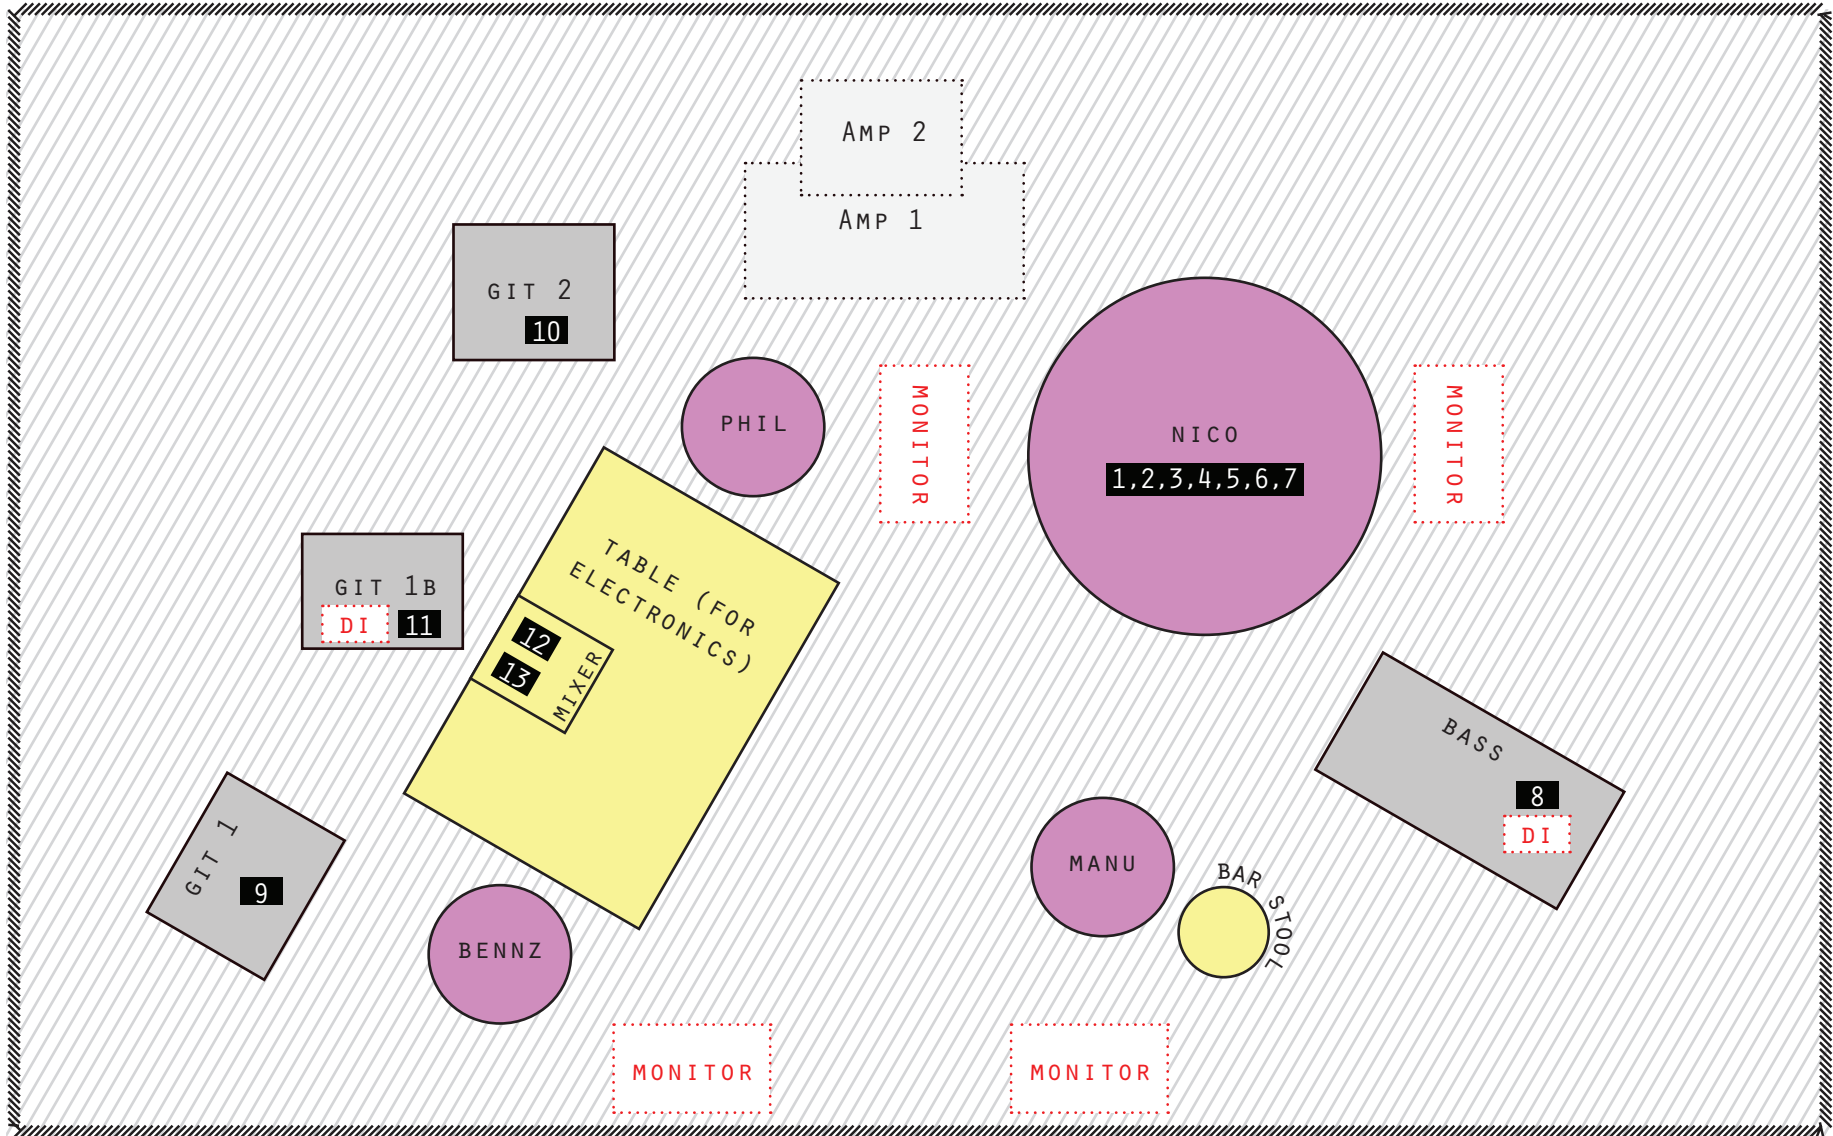 AMP 2
AMP 1
GIT 2
10
PHIL
MONITOR
NICO
1,2,3,4,5,6,7
MONITOR
TABLE (FOR
ELECTRONICS)
GIT 1B
DI 11
12
13
MIXER
BASS
8
DI
GIT 1
9
MANU
BAR STOOL
BENNZ
MONITOR
MONITOR